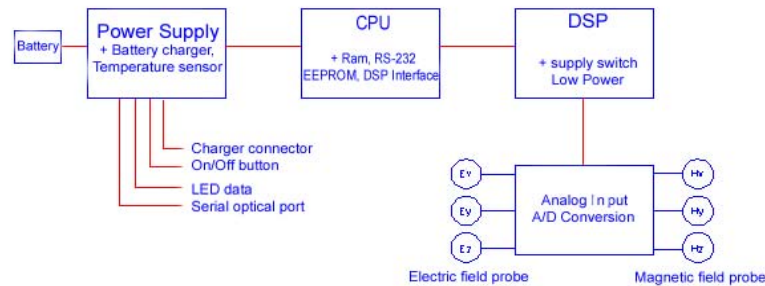 Battery
Power Supply
+ Battery charger,
Temperature sensor
CPU
+ Ram, RS-232
EEPROM, DSP Interface
DSP
+ supply switch
Low Power
Charger connector
On/Off button
LED data
Serial optical port
Ey
Ez
Analog In put
A/D Conversion
Hx
Hy
Hz
Electric field probe
Magnetic field probe